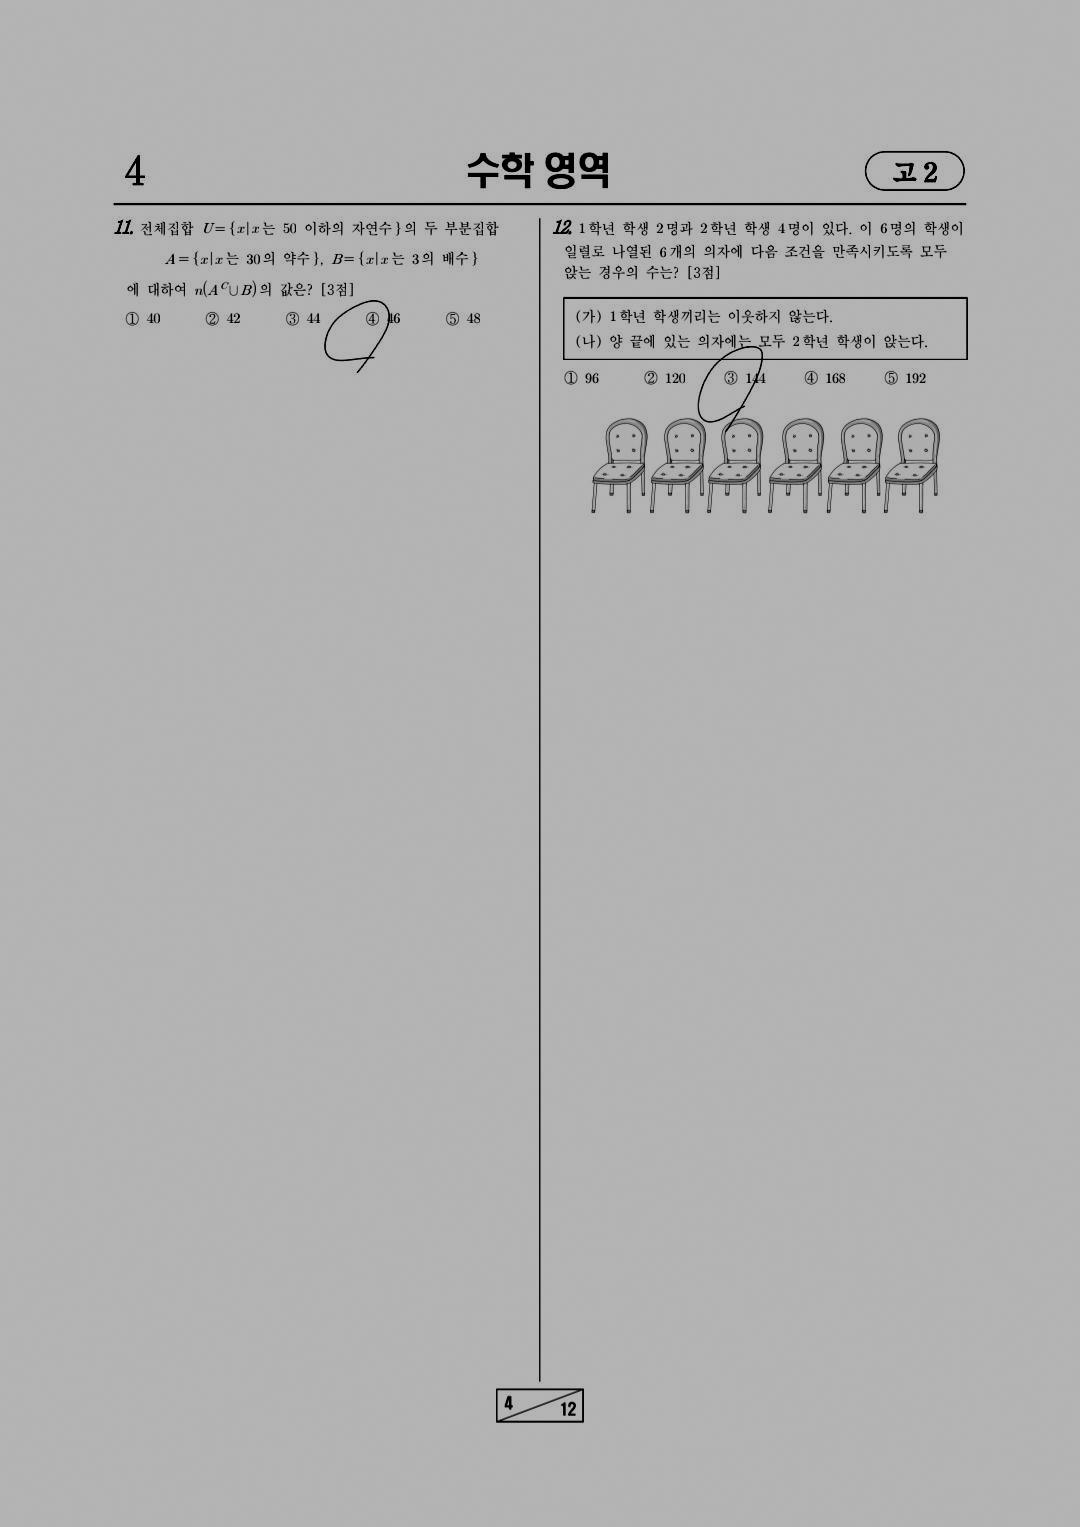 4
수학 영역
고 2
11. 전체집합 U={x|x는 50 이하의 자연수}의 두 부분집합
A={x|x는 30의 약수}, B={x|x는 3의 배수}
에 대하여 n(A^C∪B)의 값은? [3점]
① 40 ② 42 ③ 44 ④ 46 ⑤ 48
12. 1학년 학생 2명과 2학년 학생 4명이 있다. 이 6명의 학생이
일렬로 나열된 6개의 의자에 다음 조건을 만족시키도록 모두
앉는 경우의 수는? [3점]
(가) 1학년 학생끼리는 이웃하지 않는다.
(나) 양 끝에 있는 의자에는 모두 2학년 학생이 앉는다.
① 96 ② 120 ③ 144 ④ 168 ⑤ 192
4
12